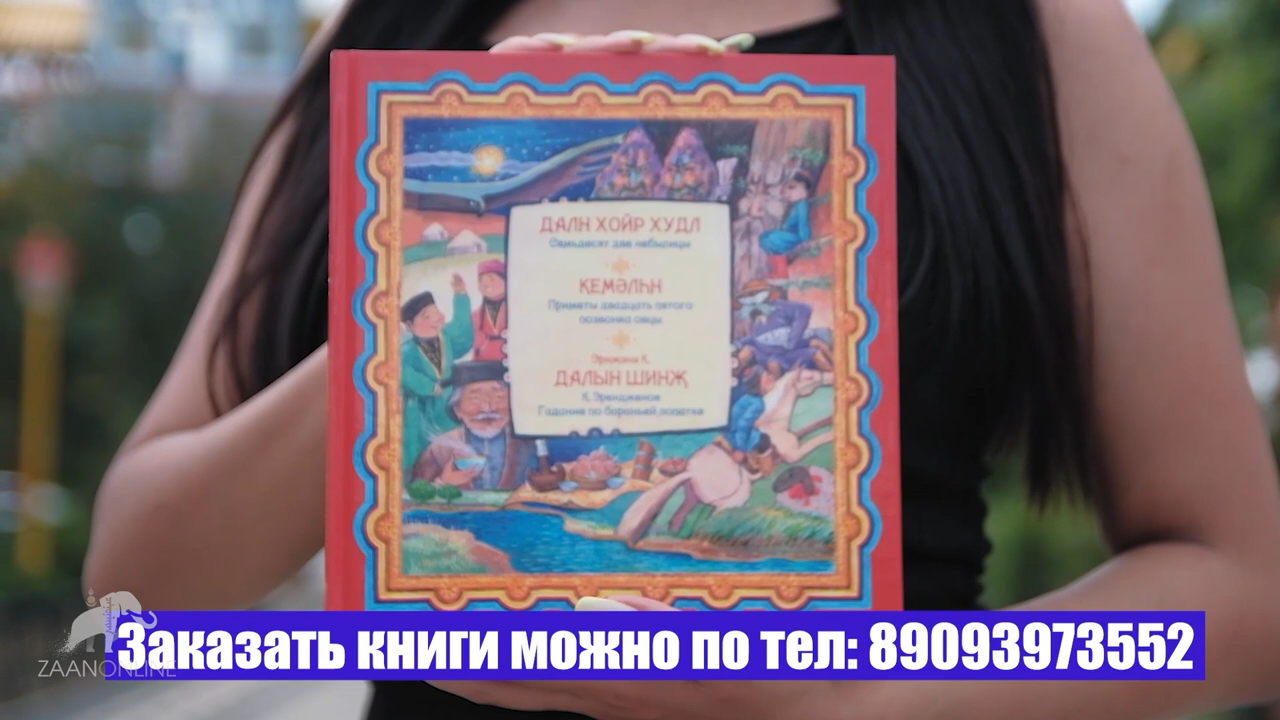 ДАЛН ХОЙР ХУДЛ
Семьдесят две небылицы
КЕМӘЛҺН
Приметы двадцать пятого
позвонка овцы
Эрнҗәнә К.
ДАЛЫН ШИНҖ
К. Эрендженов
Гадание по бараньей лопатке
Заказать книги можно по тел: 89093973552
ZAANONLINE